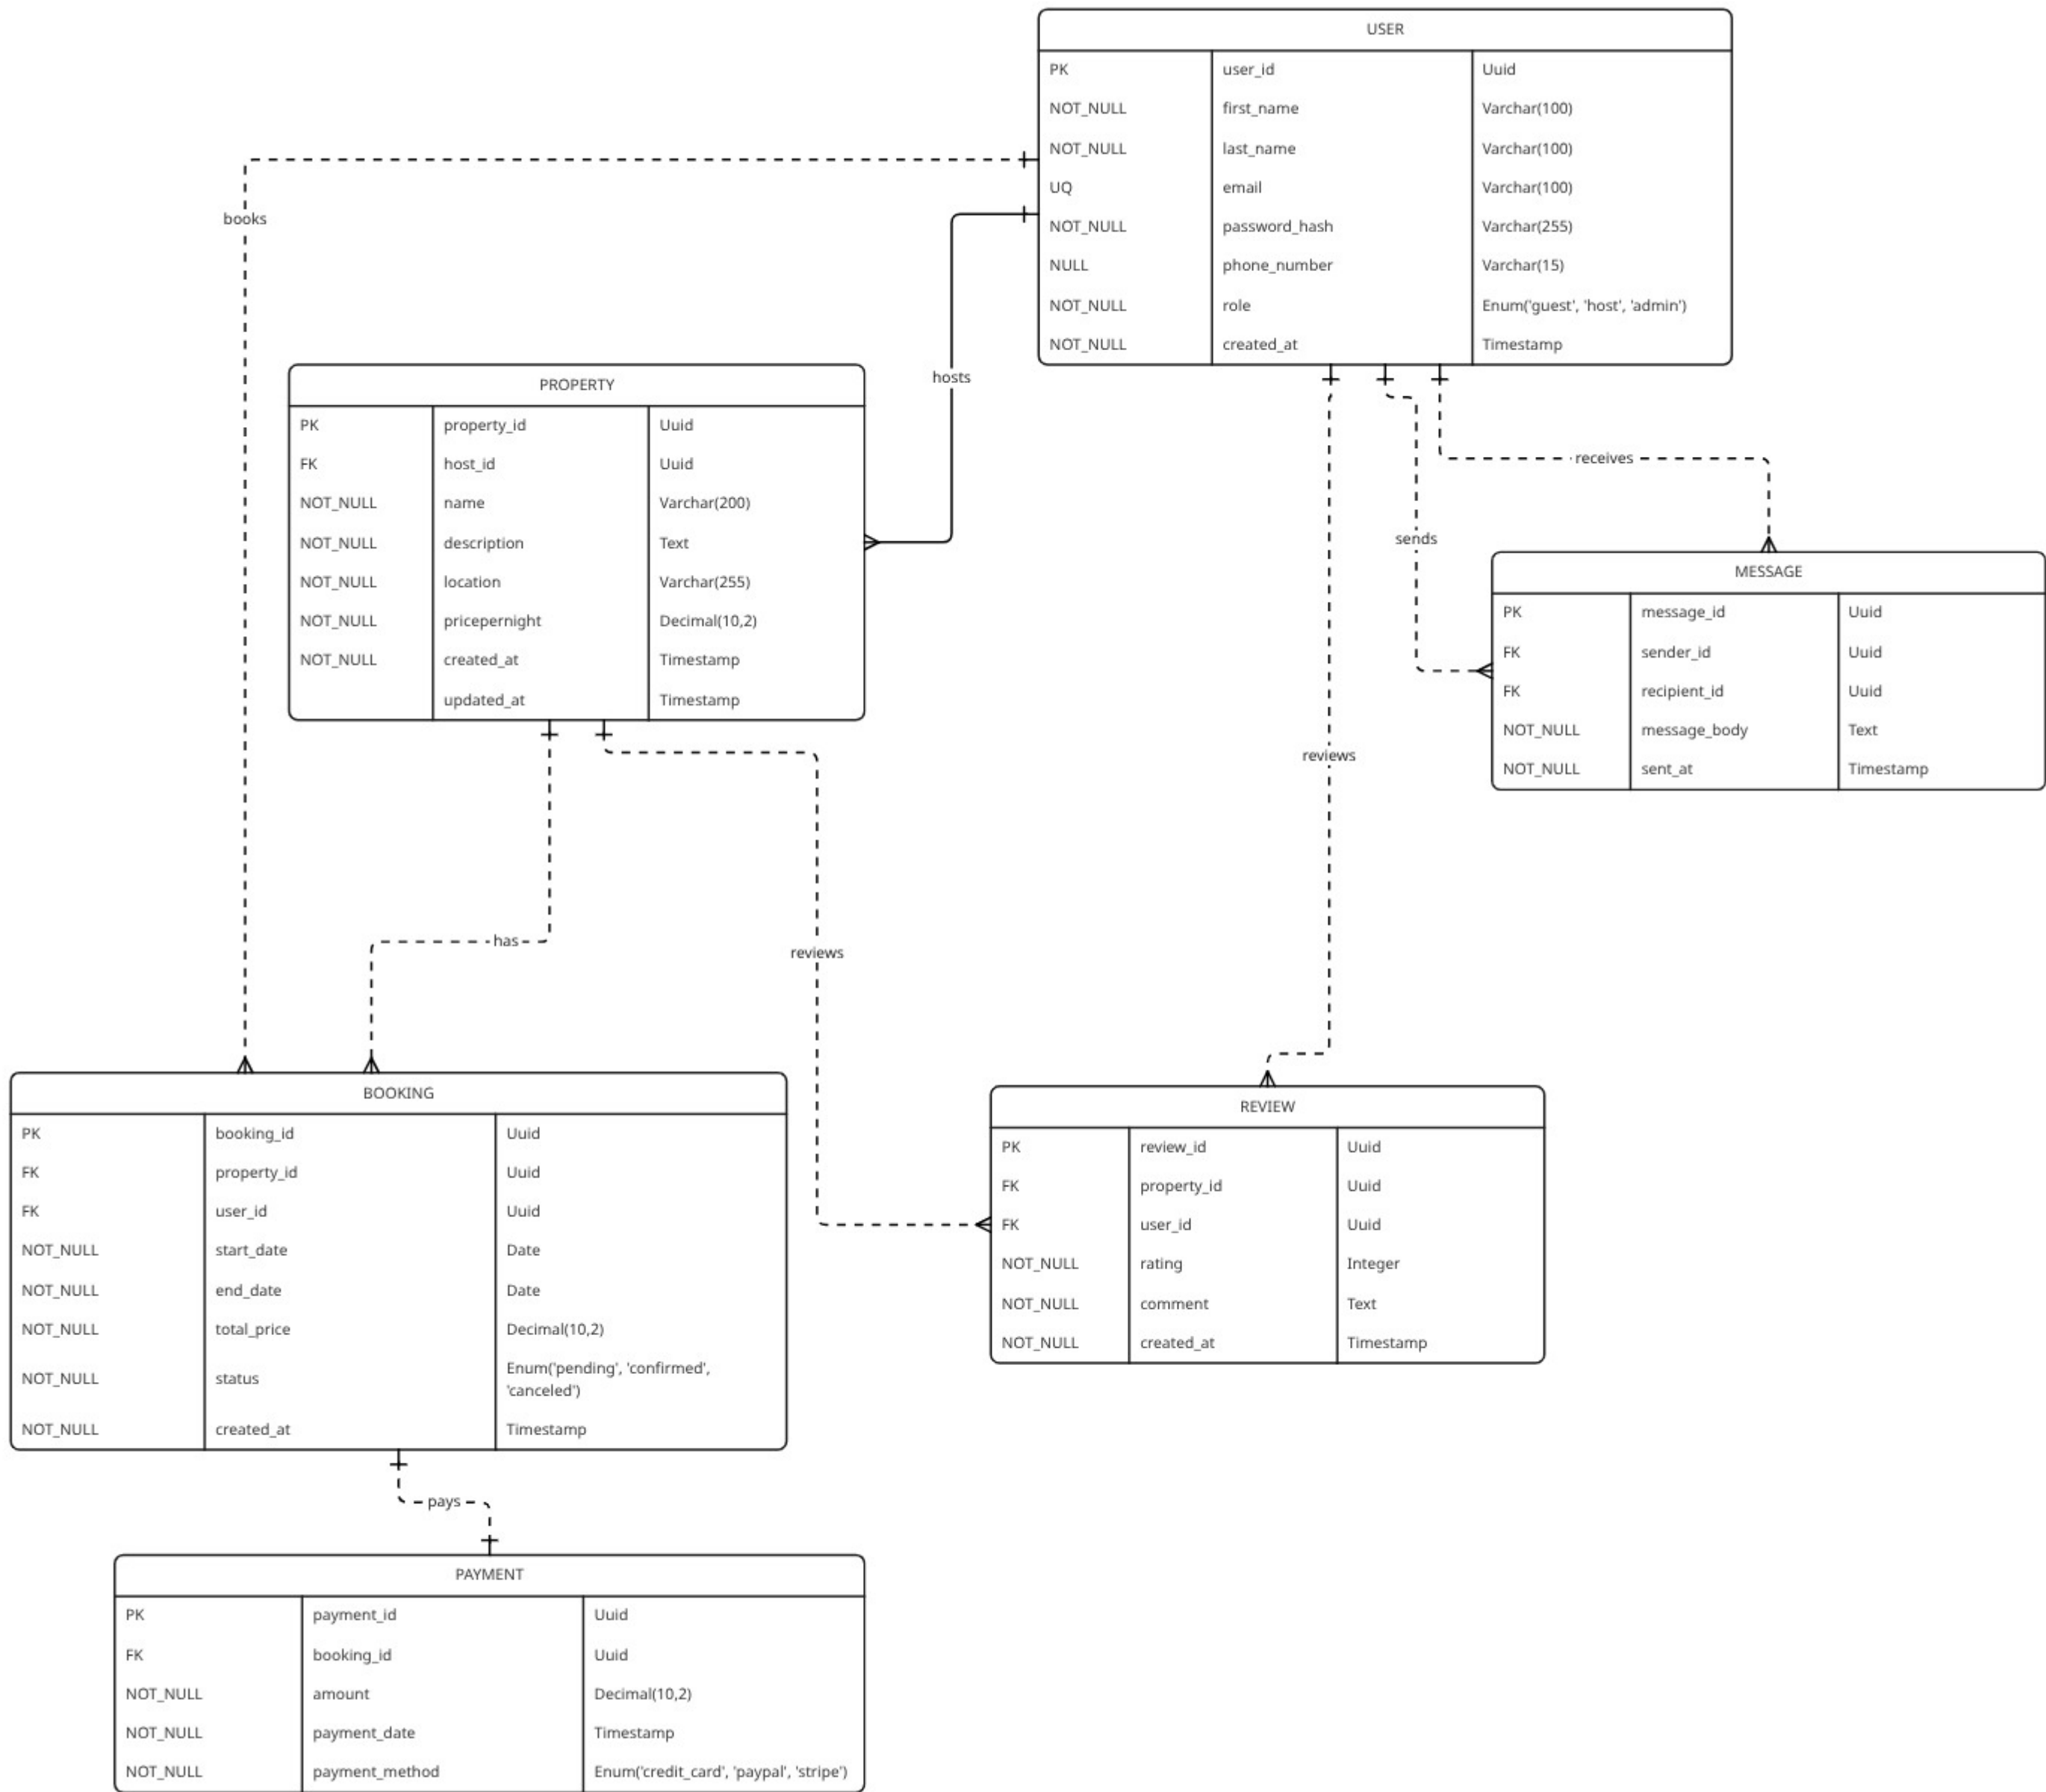 USER
PK user_id Uuid
NOT_NULL first_name Varchar(100)
NOT_NULL last_name Varchar(100)
UQ email Varchar(100)
NOT_NULL password_hash Varchar(255)
NULL phone_number Varchar(15)
NOT_NULL role Enum('guest', 'host', 'admin')
NOT_NULL created_at Timestamp
books
hosts
PROPERTY
PK property_id Uuid
FK host_id Uuid
NOT_NULL name Varchar(200)
NOT_NULL description Text
NOT_NULL location Varchar(255)
NOT_NULL pricepernight Decimal(10,2)
NOT_NULL created_at Timestamp
updated_at Timestamp
receives
sends
MESSAGE
PK message_id Uuid
FK sender_id Uuid
FK recipient_id Uuid
NOT_NULL message_body Text
NOT_NULL sent_at Timestamp
reviews
has
reviews
BOOKING
PK booking_id Uuid
FK property_id Uuid
FK user_id Uuid
NOT_NULL start_date Date
NOT_NULL end_date Date
NOT_NULL total_price Decimal(10,2)
NOT_NULL status Enum('pending', 'confirmed',
'canceled')
NOT_NULL created_at Timestamp
REVIEW
PK review_id Uuid
FK property_id Uuid
FK user_id Uuid
NOT_NULL rating Integer
NOT_NULL comment Text
NOT_NULL created_at Timestamp
pays
PAYMENT
PK payment_id Uuid
FK booking_id Uuid
NOT_NULL amount Decimal(10,2)
NOT_NULL payment_date Timestamp
NOT_NULL payment_method Enum('credit_card', 'paypal', 'stripe')